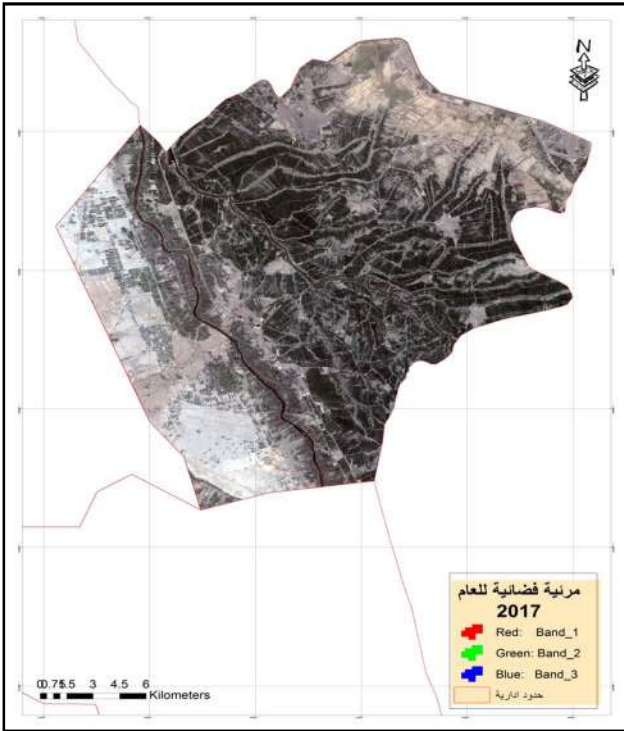 N
مرئية فضائية للعام
2017
Red: Band_1
Green: Band_2
Blue: Band_3
حدود ادارية
0 0.75 1.5 3 4.5 6
Kilometers